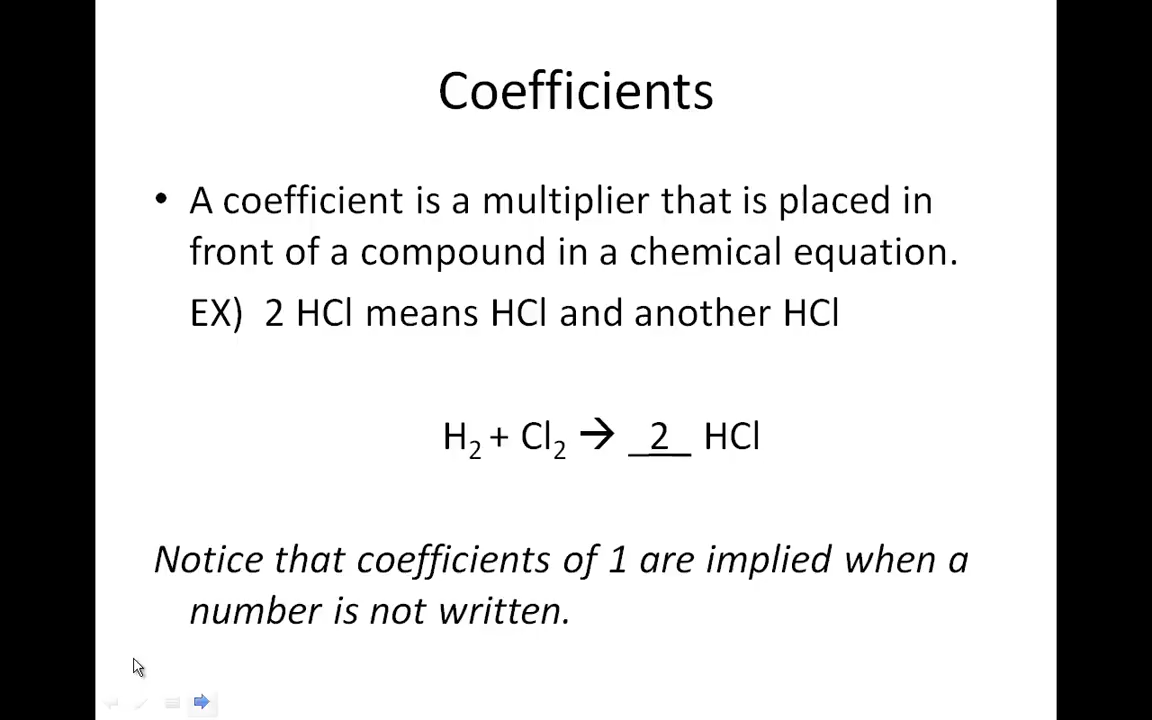 Coefficients
• A coefficient is a multiplier that is placed in
front of a compound in a chemical equation.
EX) 2 HCl means HCl and another HCl
H₂ + Cl₂ → _2_ HCl
Notice that coefficients of 1 are implied when a
number is not written.